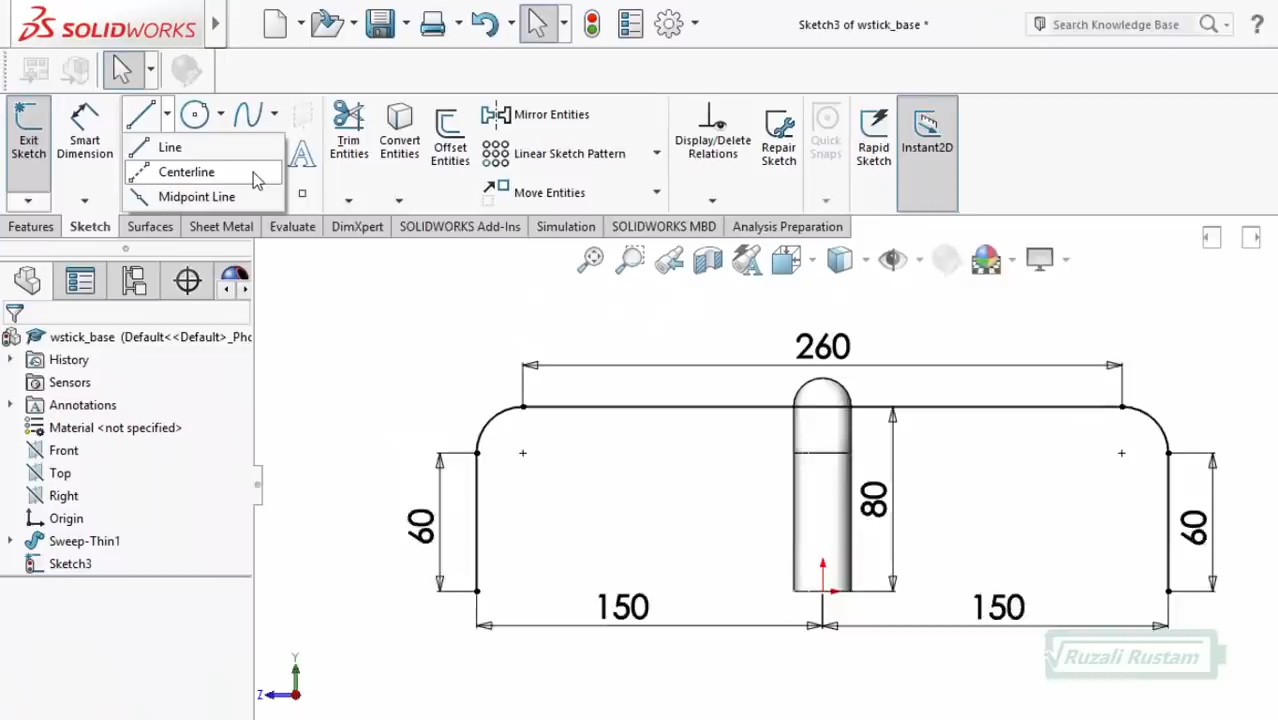 SOLIDWORKS
Sketch3 of wstick_base *
Search Knowledge Base
?
Exit Sketch
Smart Dimension
Line
Centerline
Midpoint Line
A
Trim Entities
Convert Entities
Offset Entities
Mirror Entities
Linear Sketch Pattern
Move Entities
Display/Delete Relations
Repair Sketch
Quick Snaps
Rapid Sketch
Instant2D
Features
Sketch
Surfaces
Sheet Metal
Evaluate
DimXpert
SOLIDWORKS Add-Ins
Simulation
SOLIDWORKS MBD
Analysis Preparation
wstick_base (Default<<Default>_Pho
History
Sensors
Annotations
Material <not specified>
Front
Top
Right
Origin
Sweep-Thin1
Sketch3
260
60
80
60
150
150
Y
Z
Ruzali Rustam